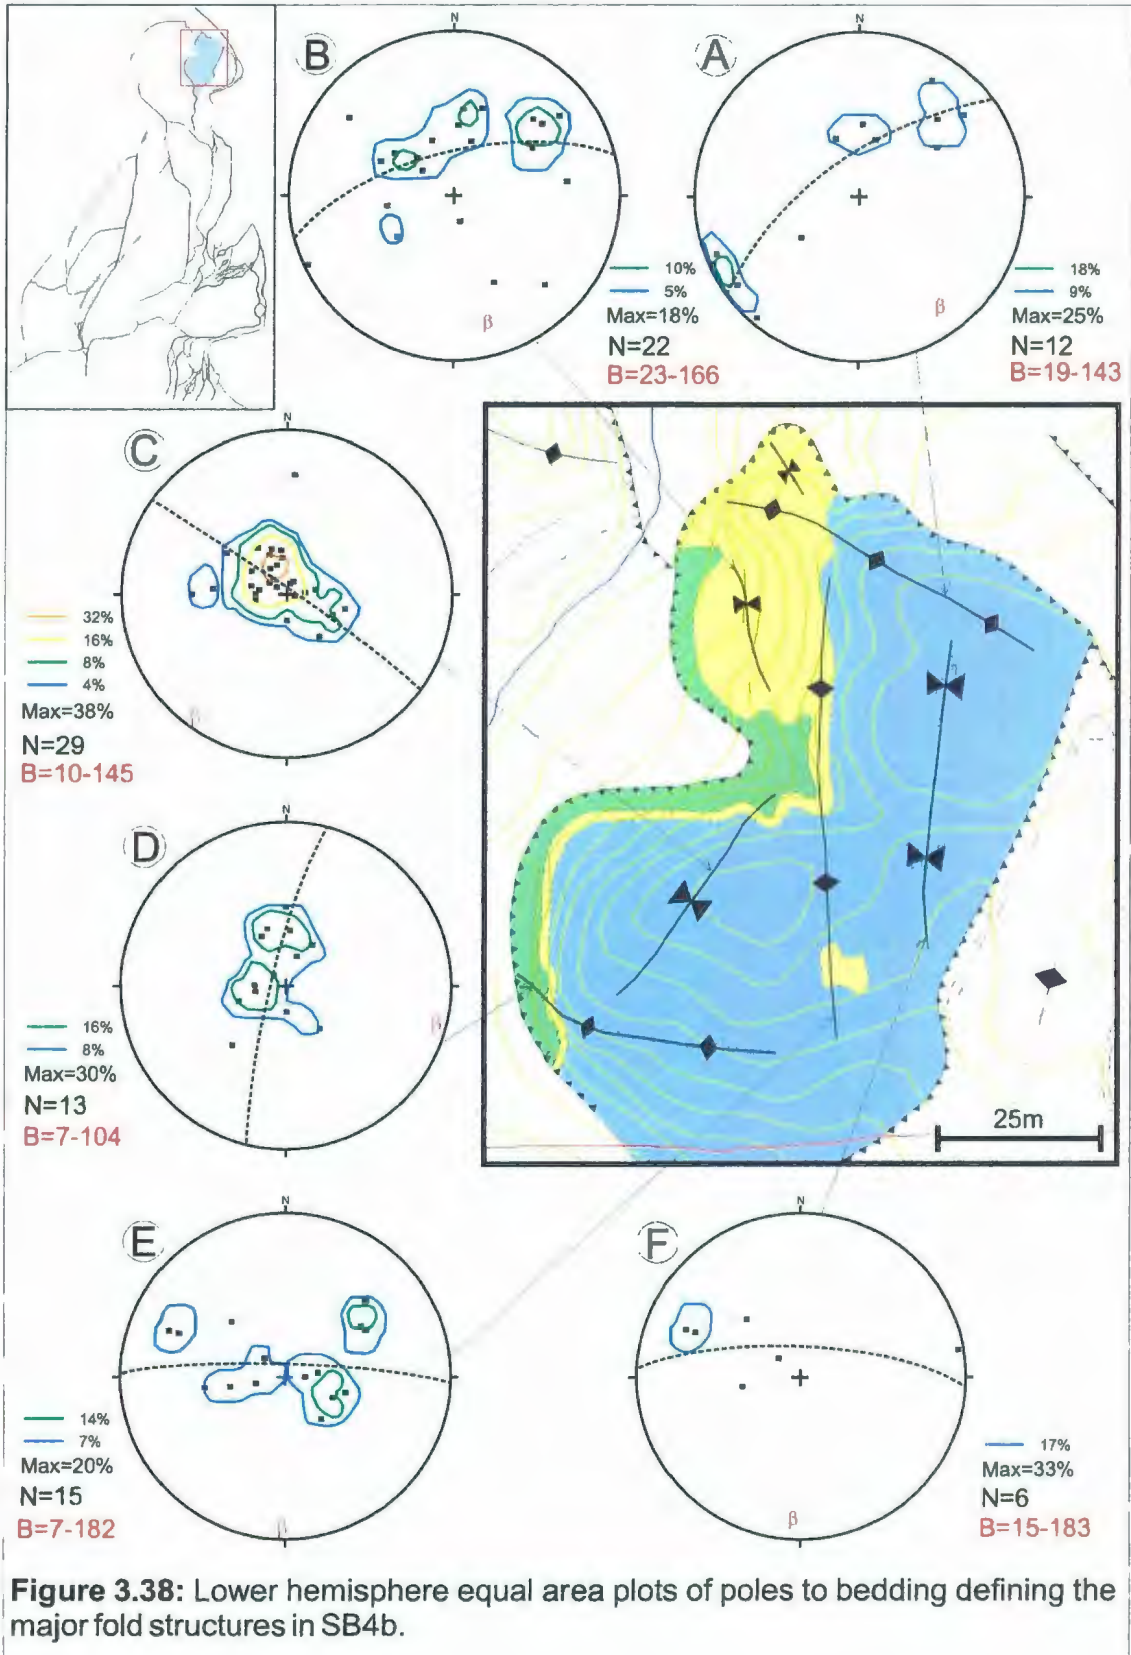 N
B
β
10%
5%
Max=18%
N=22
B=23-166
N
A
β
18%
9%
Max=25%
N=12
B=19-143
N
C
32%
16%
8%
4%
Max=38%
β
N=29
B=10-145
N
D
β
16%
8%
Max=30%
N=13
B=7-104
25m
N
E
14%
7%
Max=20%
N=15
B=7-182
β
N
F
17%
Max=33%
N=6
B=15-183
β
Figure 3.38: Lower hemisphere equal area plots of poles to bedding defining the
major fold structures in SB4b.